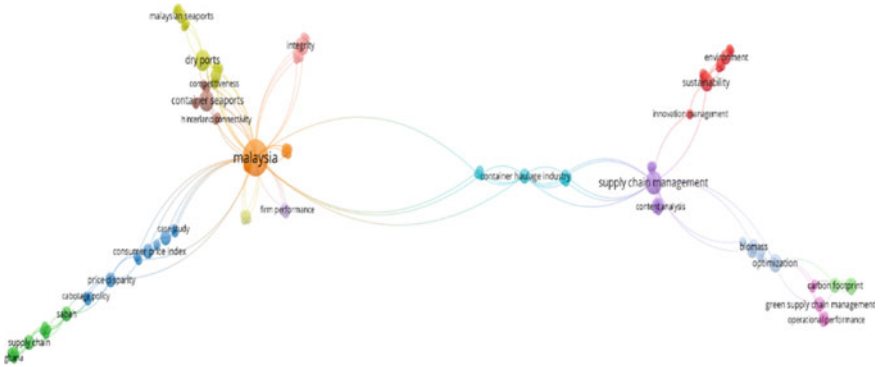 malaysian seaports
integrity
dry ports
environment
competitiveness
sustainability
container seaports
innovation management
hinterland connectivity
malaysia
container haulage industry
supply chain management
firm performance
content analysis
case study
consumer price index
biomass
optimization
price disparity
carbon footprint
cabotage policy
green supply chain management
sabah
operational performance
supply chain
ghana